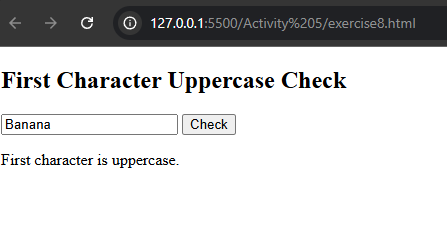 127.0.0.1:5500/Activity%205/exercise8.html
First Character Uppercase Check
Banana Check
First character is uppercase.